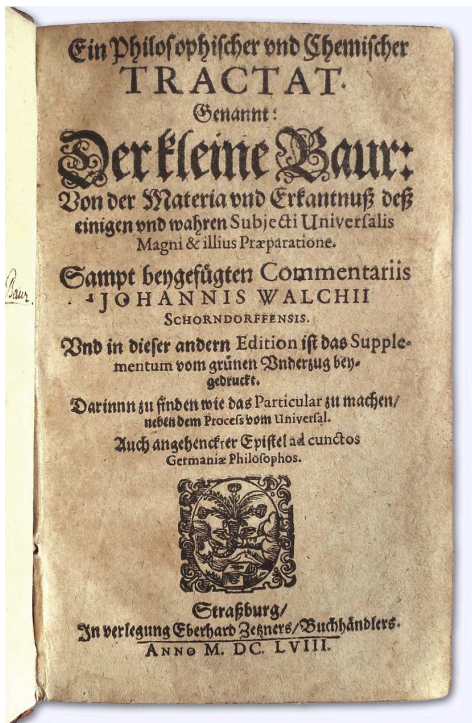 Ein Philosophischer vnd Chemischer
TRACTAT.
Genannt:
Der kleine Baur:
Von der Materia vnd Erkantnuß deß
einigen vnd wahren Subjecti Universalis
Magni & illius Præparatione.
Sampt beygefügten Commentariis
JOHANNIS WALCHII
SCHORNDORFFENSIS.
Vnd in dieser andern Edition ist das Supple-
mentum vom grünen Vnderzug bey-
gedruckt.
Darinnn zu finden wie das Particular zu machen/
neben dem Process vom Universal.
Auch angehenckter Epistel ad cunctos
Germaniæ Philosophos.
Straßburg/
In verlegung Eberhard Zetzners/Buchhändlers.
ANNO M. DC. LVIII.
Baur.